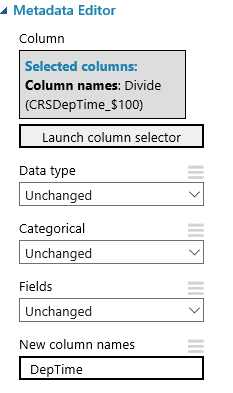 Metadata Editor
Column
Selected columns:
Column names: Divide
(CRSDepTime_$100)
Launch column selector
Data type
Unchanged
Categorical
Unchanged
Fields
Unchanged
New column names
DepTime